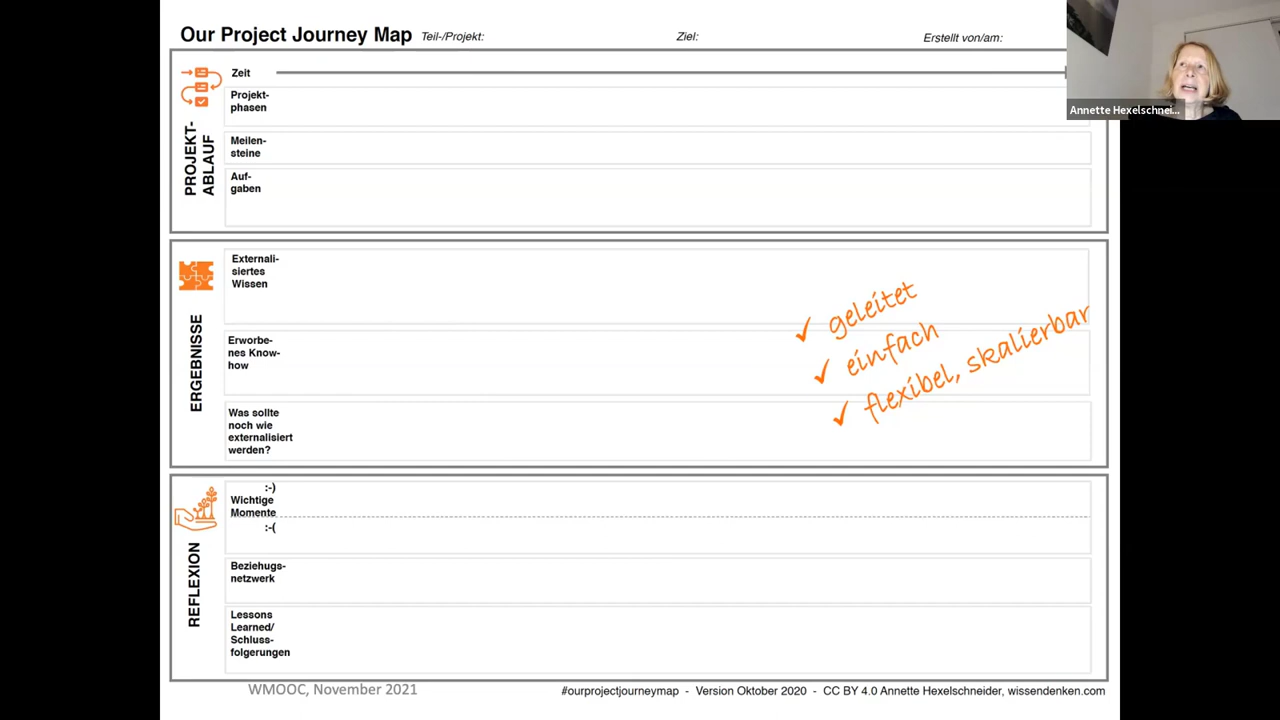 Our Project Journey Map Teil-/Projekt: Ziel: Erstellt von/am:
Annette Hexelschnei...
Zeit
Projekt-
phasen
Meilen-
steine
Auf-
gaben
PROJEKT-
ABLAUF
Externali-
siertes
Wissen
Erworbe-
nes Know-
how
Was sollte
noch wie
externalisiert
werden?
ERGEBNISSE
✓ geleitet
✓ einfach
✓ flexibel, skalierbar
:-)
Wichtige
Momente
:-(
Beziehungs-
netzwerk
Lessons
Learned/
Schluss-
folgerungen
REFLEXION
WMOOC, November 2021
#ourprojectjourneymap - Version Oktober 2020 - CC BY 4.0 Annette Hexelschneider, wissendenken.com